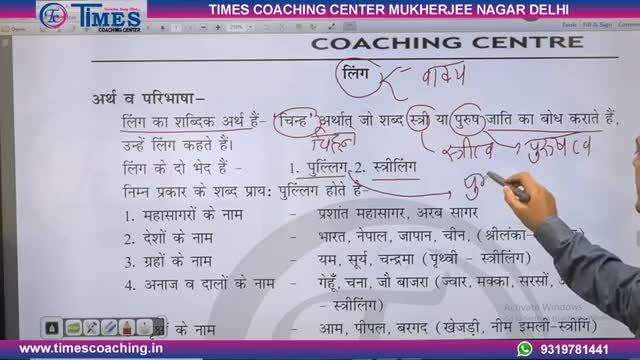 TIMES COACHING CENTER MUKHERJEE NAGAR DELHI
TIMES
COACHING CENTER
COACHING CENTRE
लिंग
वाक्य
अर्थ व परिभाषा–
लिंग का शब्दिक अर्थ हैं- 'चिन्ह' अर्थात् जो शब्द स्त्री या पुरुष जाति का बोध कराते हैं,
उन्हें लिंग कहते हैं।
चिह्न
स्त्रीत्व
पुरुषत्व
लिंग के दो भेद हैं - 1. पुल्लिग 2. स्त्रीलिंग
निम्न प्रकार के शब्द प्रायः पुल्लिग होते हैं-
1. महासागरों के नाम - प्रशांत महासागर, अरब सागर
2. देशों के नाम - भारत, नेपाल, जापान, चीन, (श्रीलंका-
3. ग्रहों के नाम - यम, सूर्य, चन्द्रमा (पृथ्वी - स्त्रीलिंग)
4. अनाज व दालों के नाम - गेहूँ, चना, जौ बाजरा (ज्वार, मक्का, सरसों,
- स्त्रीलिंग)
के नाम - आम, पीपल, बरगद (खेजड़ी, नीम इमली-स्त्रीगिं)
Activate Windows
www.timescoaching.in
9319781441